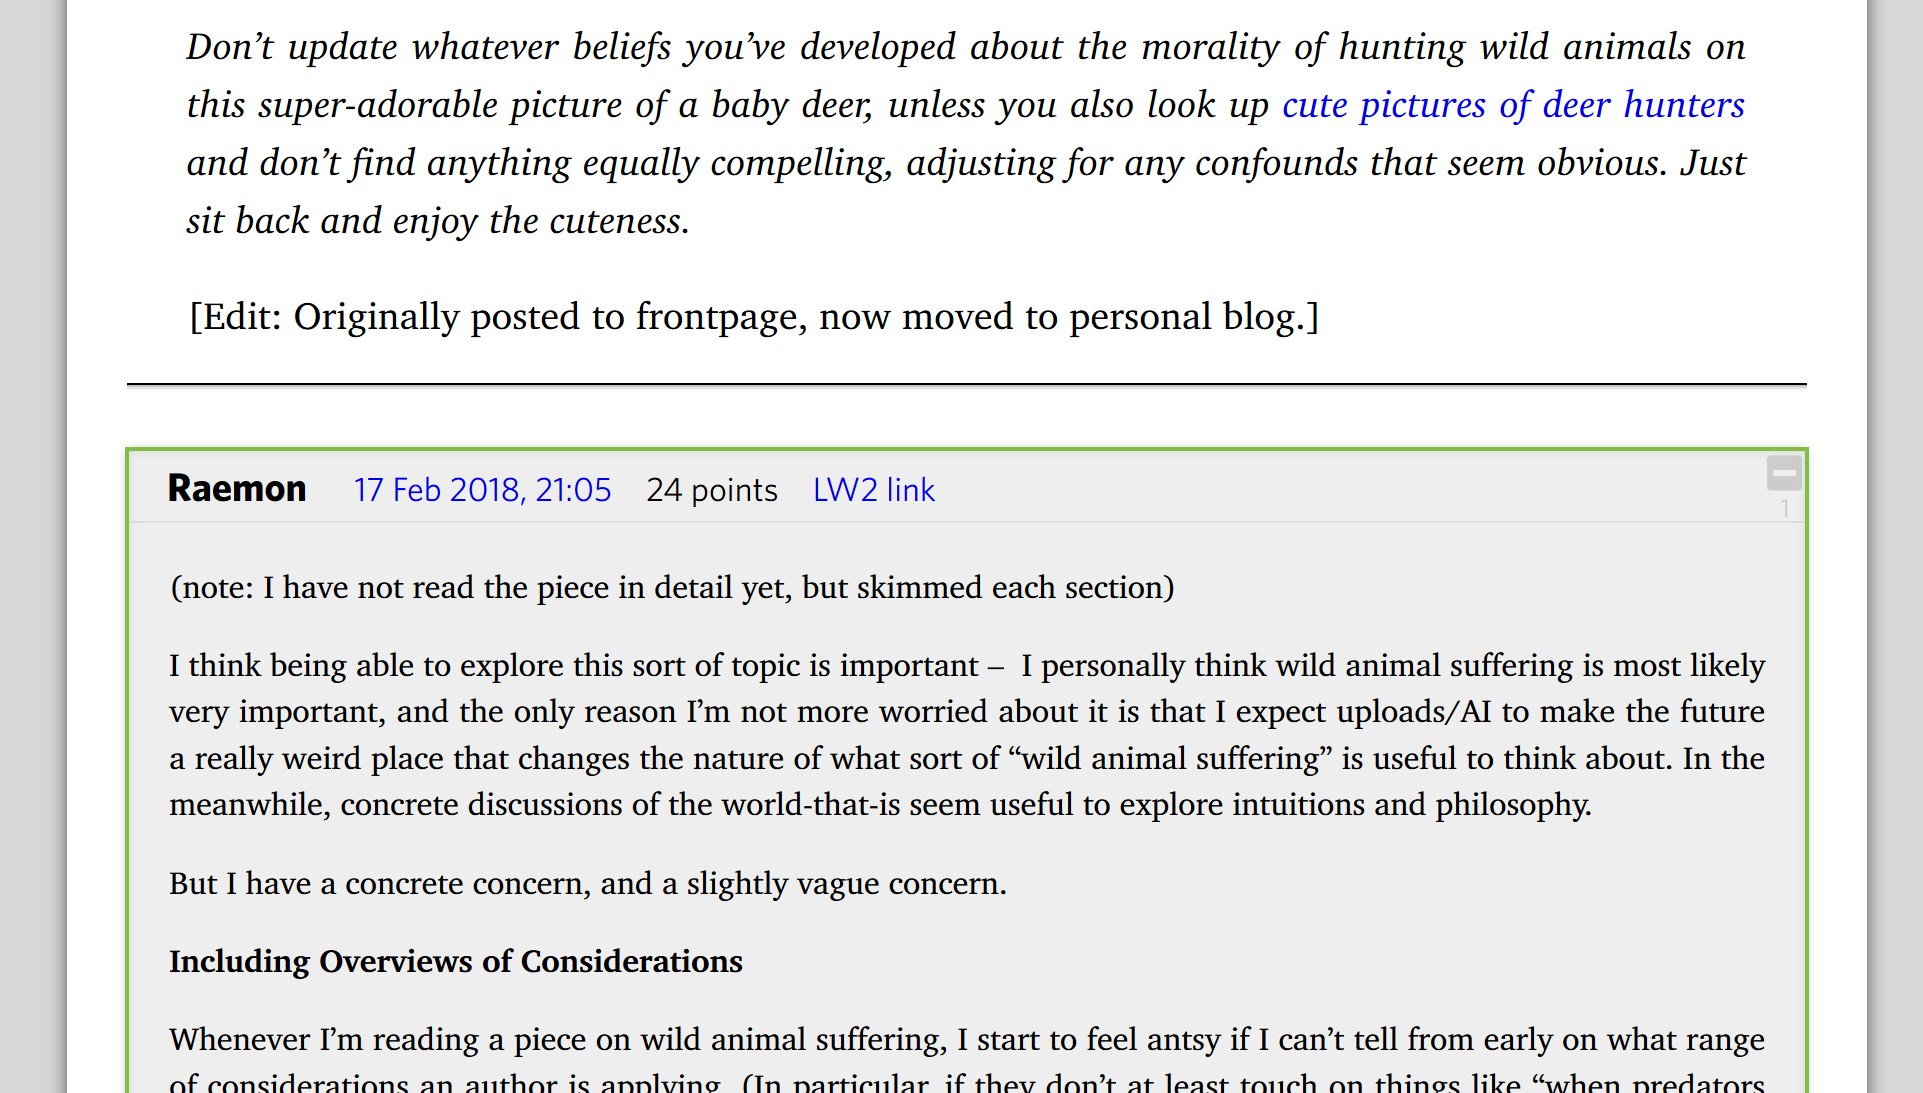 Don’t update whatever beliefs you’ve developed about the morality of hunting wild animals on
this super-adorable picture of a baby deer, unless you also look up cute pictures of deer hunters
and don’t find anything equally compelling, adjusting for any confounds that seem obvious. Just
sit back and enjoy the cuteness.
[Edit: Originally posted to frontpage, now moved to personal blog.]
Raemon 17 Feb 2018, 21:05 24 points LW2 link
1
(note: I have not read the piece in detail yet, but skimmed each section)
I think being able to explore this sort of topic is important – I personally think wild animal suffering is most likely
very important, and the only reason I’m not more worried about it is that I expect uploads/AI to make the future
a really weird place that changes the nature of what sort of “wild animal suffering” is useful to think about. In the
meanwhile, concrete discussions of the world-that-is seem useful to explore intuitions and philosophy.
But I have a concrete concern, and a slightly vague concern.
Including Overviews of Considerations
Whenever I’m reading a piece on wild animal suffering, I start to feel antsy if I can’t tell from early on what range
of considerations an author is applying. (In particular, if they don’t at least touch on things like “when predators